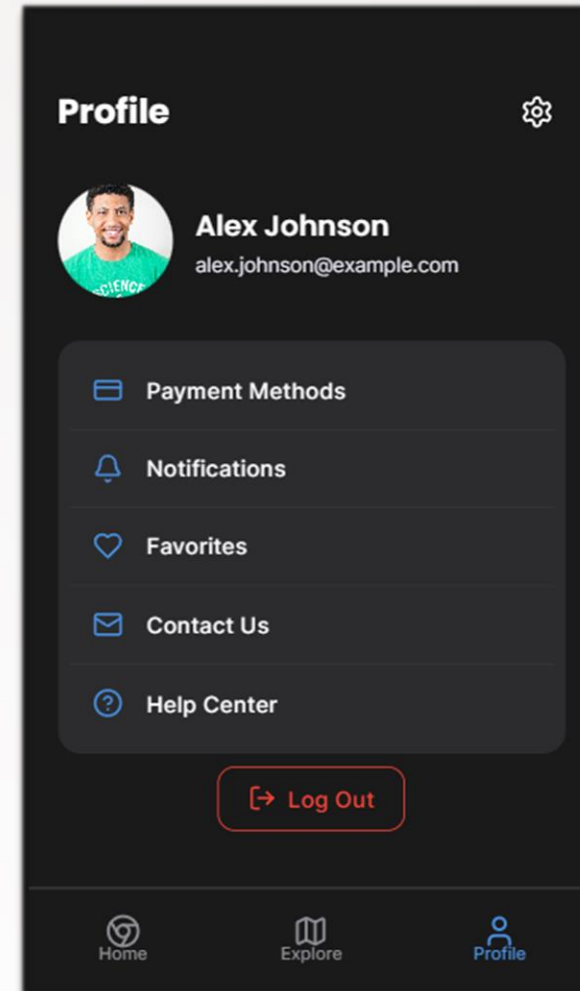 Profile
Alex Johnson
alex.johnson@example.com
SCIENCE
Payment Methods
Notifications
Favorites
Contact Us
Help Center
Log Out
Home
Explore
Profile